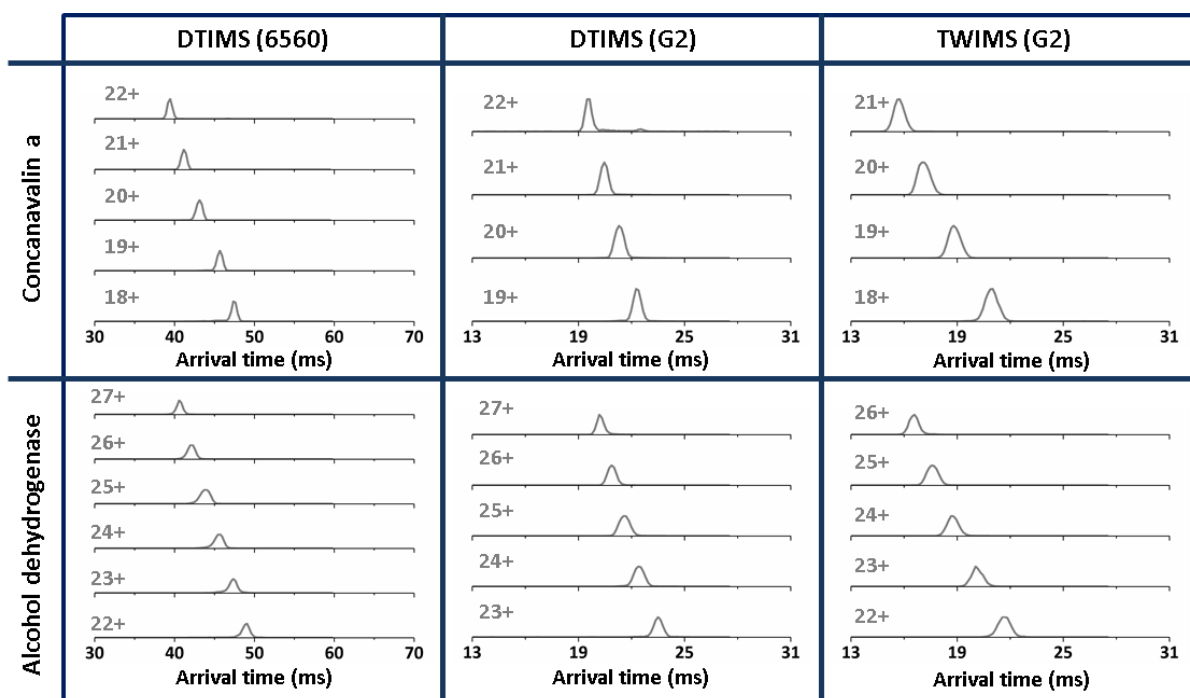 DTIMS (6560)
DTIMS (G2)
TWIMS (G2)
Concanavalin a
22+
21+
20+
19+
18+
30 40 50 60 70
Arrival time (ms)
22+
21+
20+
19+
19 25 31
Arrival time (ms)
21+
20+
19+
18+
13 19 25 31
Arrival time (ms)
Alcohol dehydrogenase
27+
26+
25+
24+
23+
22+
30 40 50 60 70
Arrival time (ms)
27+
26+
25+
24+
23+
19 25 31
Arrival time (ms)
26+
25+
24+
23+
22+
13 19 25 31
Arrival time (ms)